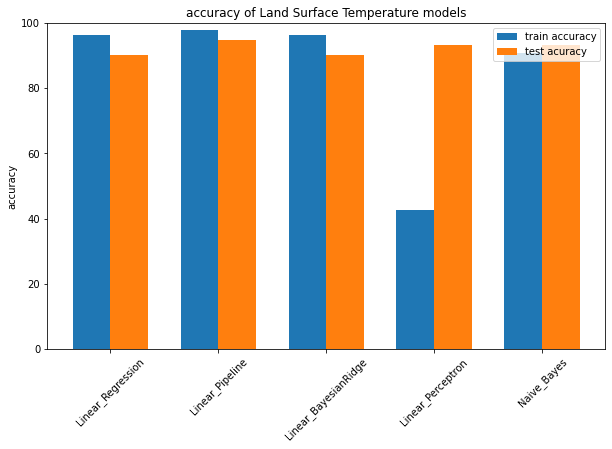 accuracy of Land Surface Temperature models
train accuracy
test acuracy
accuracy
100
80
60
40
20
0
Linear_Regression
Linear_Pipeline
Linear_BayesianRidge
Linear_Perceptron
Naive_Bayes